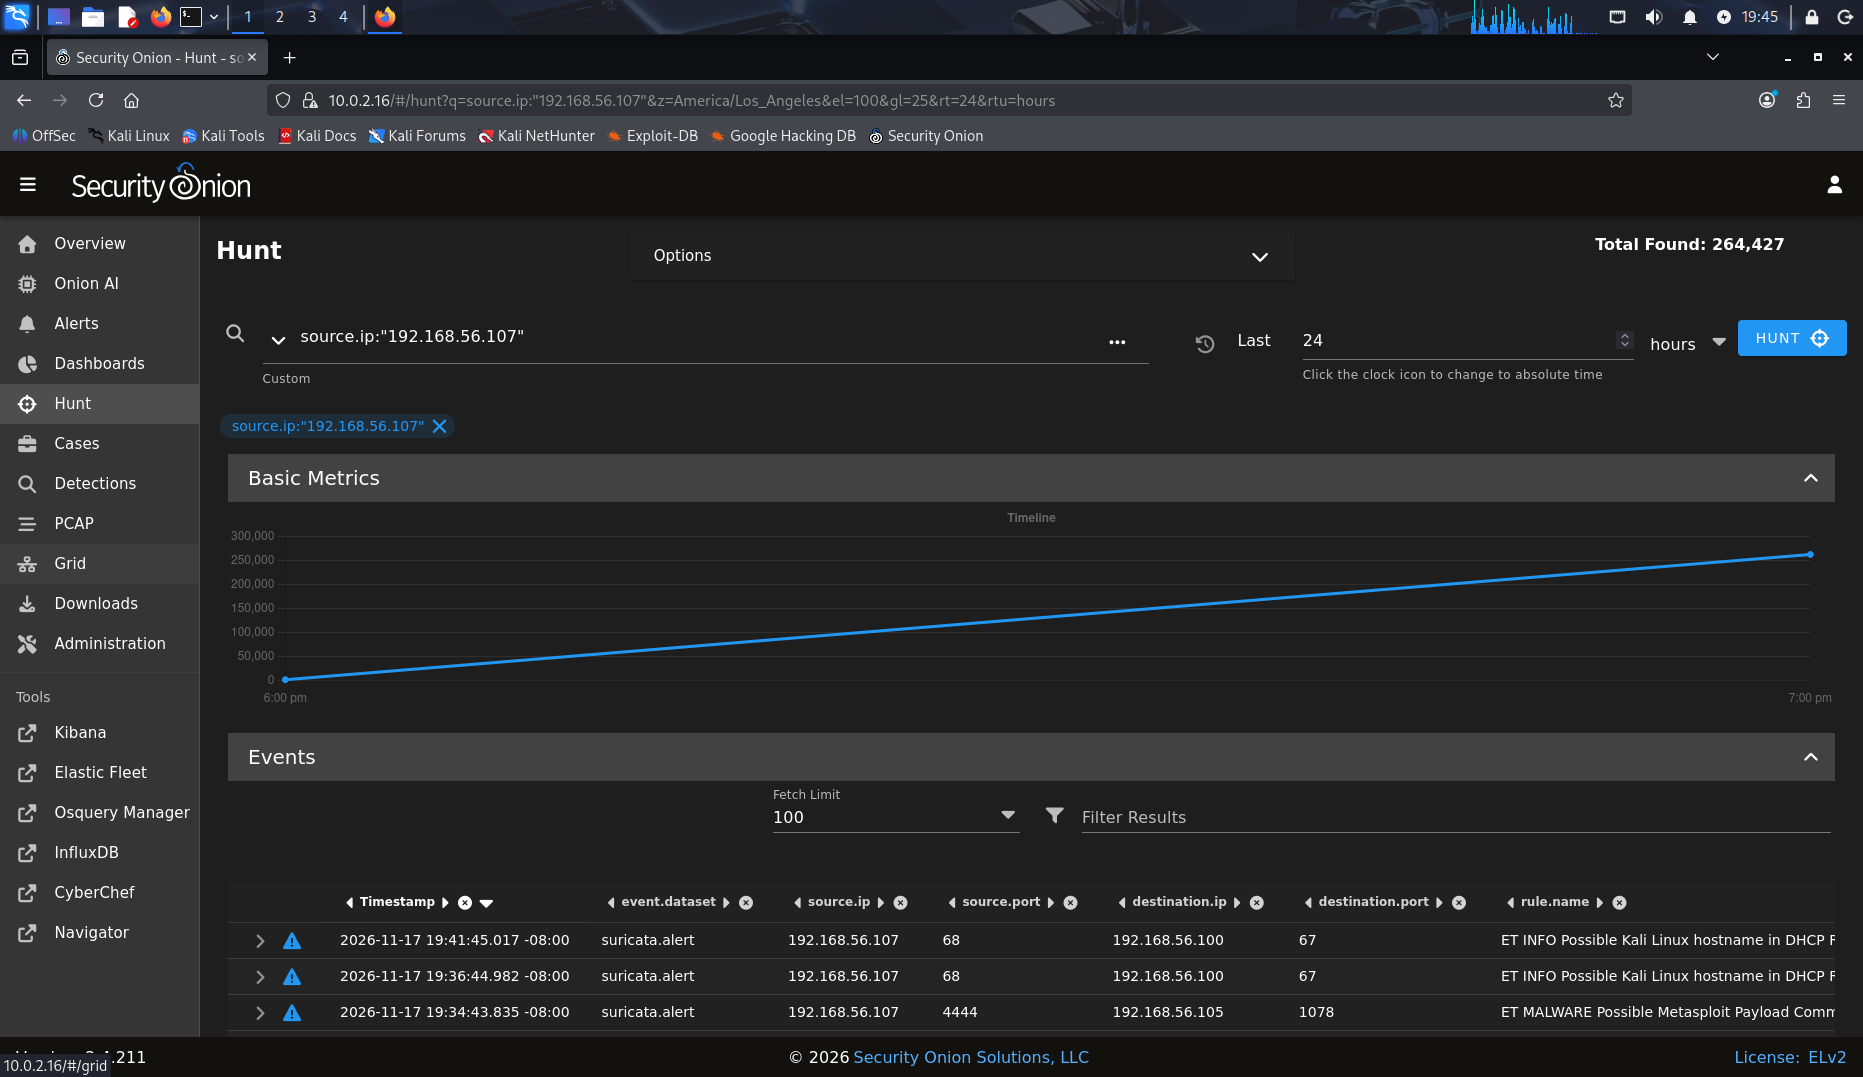 1 2 3 4 19:45
Security Onion - Hunt - so
10.0.2.16/#/hunt?q=source.ip:"192.168.56.107"&z=America/Los_Angeles&el=100&gl=25&rt=24&rtu=hours
OffSec Kali Linux Kali Tools Kali Docs Kali Forums Kali NetHunter Exploit-DB Google Hacking DB Security Onion
Security Onion
Overview
Onion AI
Alerts
Dashboards
Hunt
Cases
Detections
PCAP
Grid
Downloads
Administration
Tools
Kibana
Elastic Fleet
Osquery Manager
InfluxDB
CyberChef
Navigator
Hunt
Options
Total Found: 264,427
source.ip:"192.168.56.107"
Custom
Last 24 hours
Click the clock icon to change to absolute time
HUNT
source.ip:"192.168.56.107"
Basic Metrics
Timeline
300,000
250,000
200,000
150,000
100,000
50,000
0
6:00 pm 7:00 pm
Events
Fetch Limit
100
Filter Results
Timestamp event.dataset source.ip source.port destination.ip destination.port rule.name
2026-11-17 19:41:45.017 -08:00 suricata.alert 192.168.56.107 68 192.168.56.100 67 ET INFO Possible Kali Linux hostname in DHCP
2026-11-17 19:36:44.982 -08:00 suricata.alert 192.168.56.107 68 192.168.56.100 67 ET INFO Possible Kali Linux hostname in DHCP
2026-11-17 19:34:43.835 -08:00 suricata.alert 192.168.56.107 4444 192.168.56.105 1078 ET MALWARE Possible Metasploit Payload Comm
.211
10.0.2.16/#/grid
© 2026 Security Onion Solutions, LLC
License: ELv2